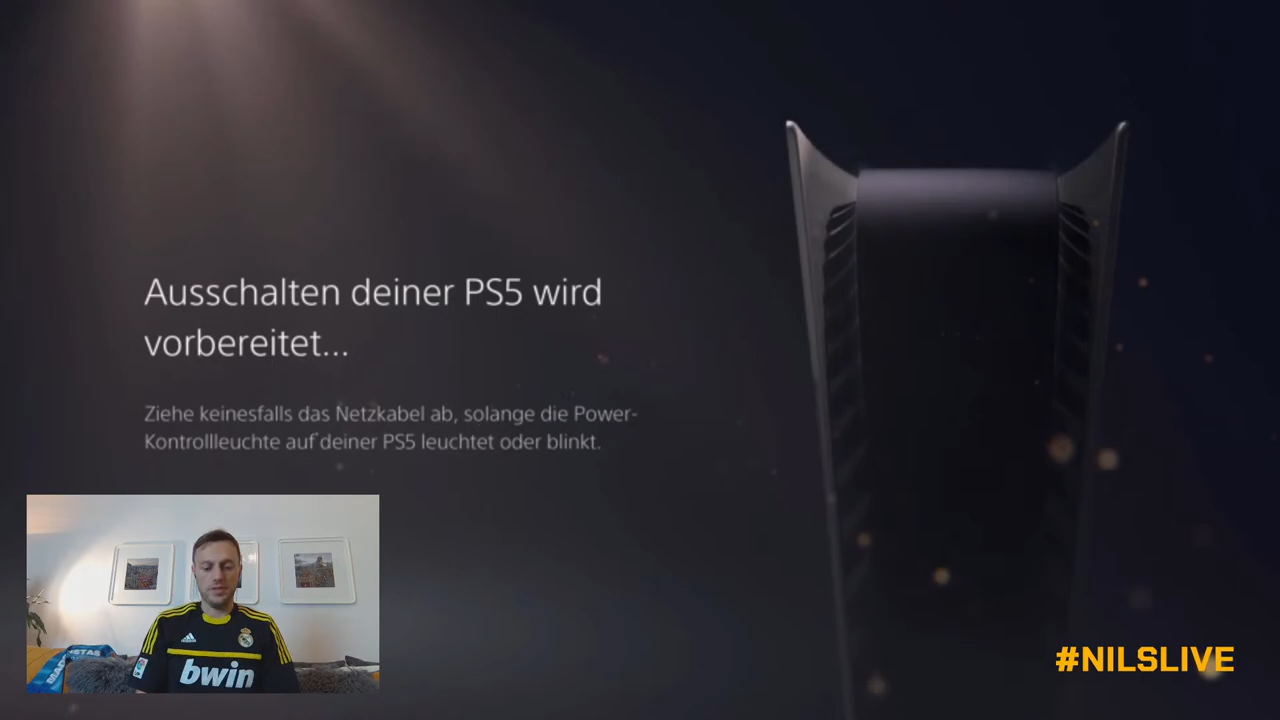 Ausschalten deiner PS5 wird
vorbereitet...
Ziehe keinesfalls das Netzkabel ab, solange die Power-
Kontrollleuchte auf deiner PS5 leuchtet oder blinkt.
bwin
#NILSLIVE